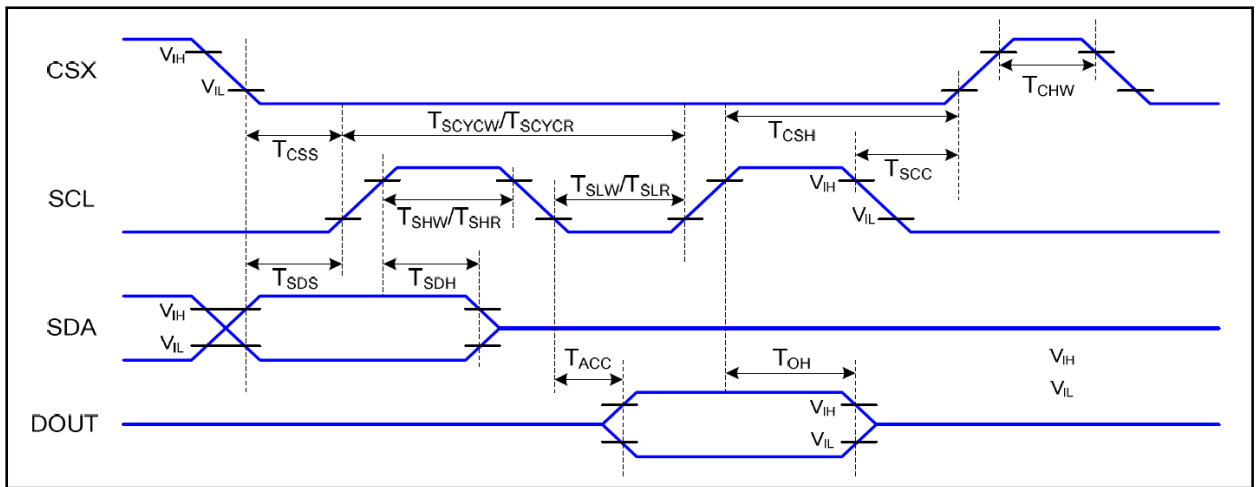 CSX
VIH
VIL
TCHW
TSCYCW/TSCYCR
TCSH
TCSS
TSCC
SCL
TSHW/TSHR
TSLW/TSLR
VIH
VIL
TSDS
TSDH
SDA
VIH
VIL
TACC
TOH
VIH
VIL
DOUT
VIH
VIL